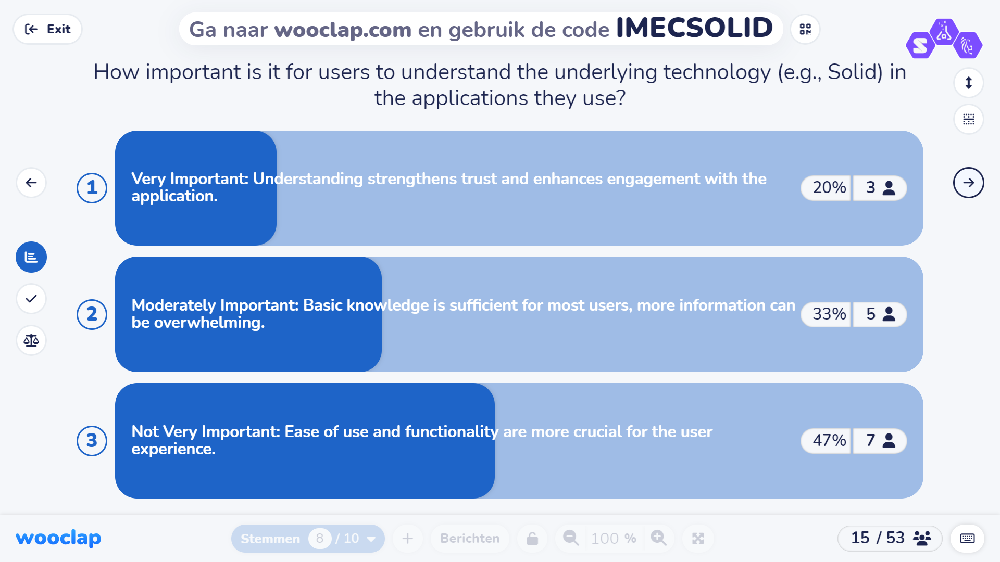 Exit
Ga naar wooclap.com en gebruik de code IMECSOLID
How important is it for users to understand the underlying technology (e.g., Solid) in
the applications they use?
1
Very Important: Understanding strengthens trust and enhances engagement with the
application.
20% 3
2
Moderately Important: Basic knowledge is sufficient for most users, more information can
be overwhelming.
33% 5
3
Not Very Important: Ease of use and functionality are more crucial for the user
experience.
47% 7
wooclap
Stemmen 8 / 10
Berichten
100 %
15 / 53